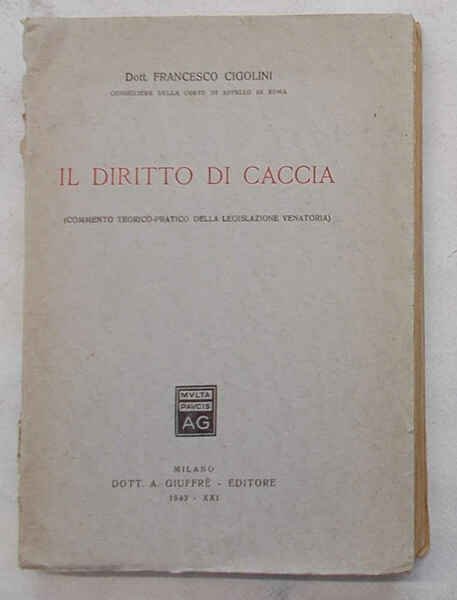 Dott. FRANCESCO CIGOLINI
CONSIGLIERE DELLA CORTE DI APPELLO DI ROMA
IL DIRITTO DI CACCIA
(COMMENTO TEORICO-PRATICO DELLA LEGISLAZIONE VENATORIA)
MVLTA
PAVCIS
AG
MILANO
DOTT. A. GIUFFRÈ - EDITORE
1943 - XXI